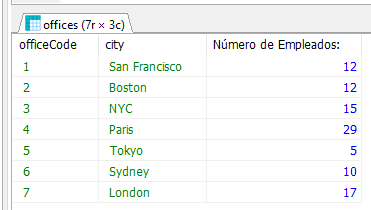 offices (7r × 3c)
officeCode city Número de Empleados:
1 San Francisco 12
2 Boston 12
3 NYC 15
4 Paris 29
5 Tokyo 5
6 Sydney 10
7 London 17